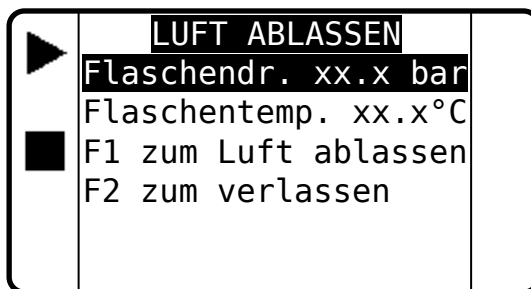 LUFT ABLASSEN
Flaschendr. xx.x bar
Flaschentemp. xx.x°C
F1 zum Luft ablassen
F2 zum verlassen